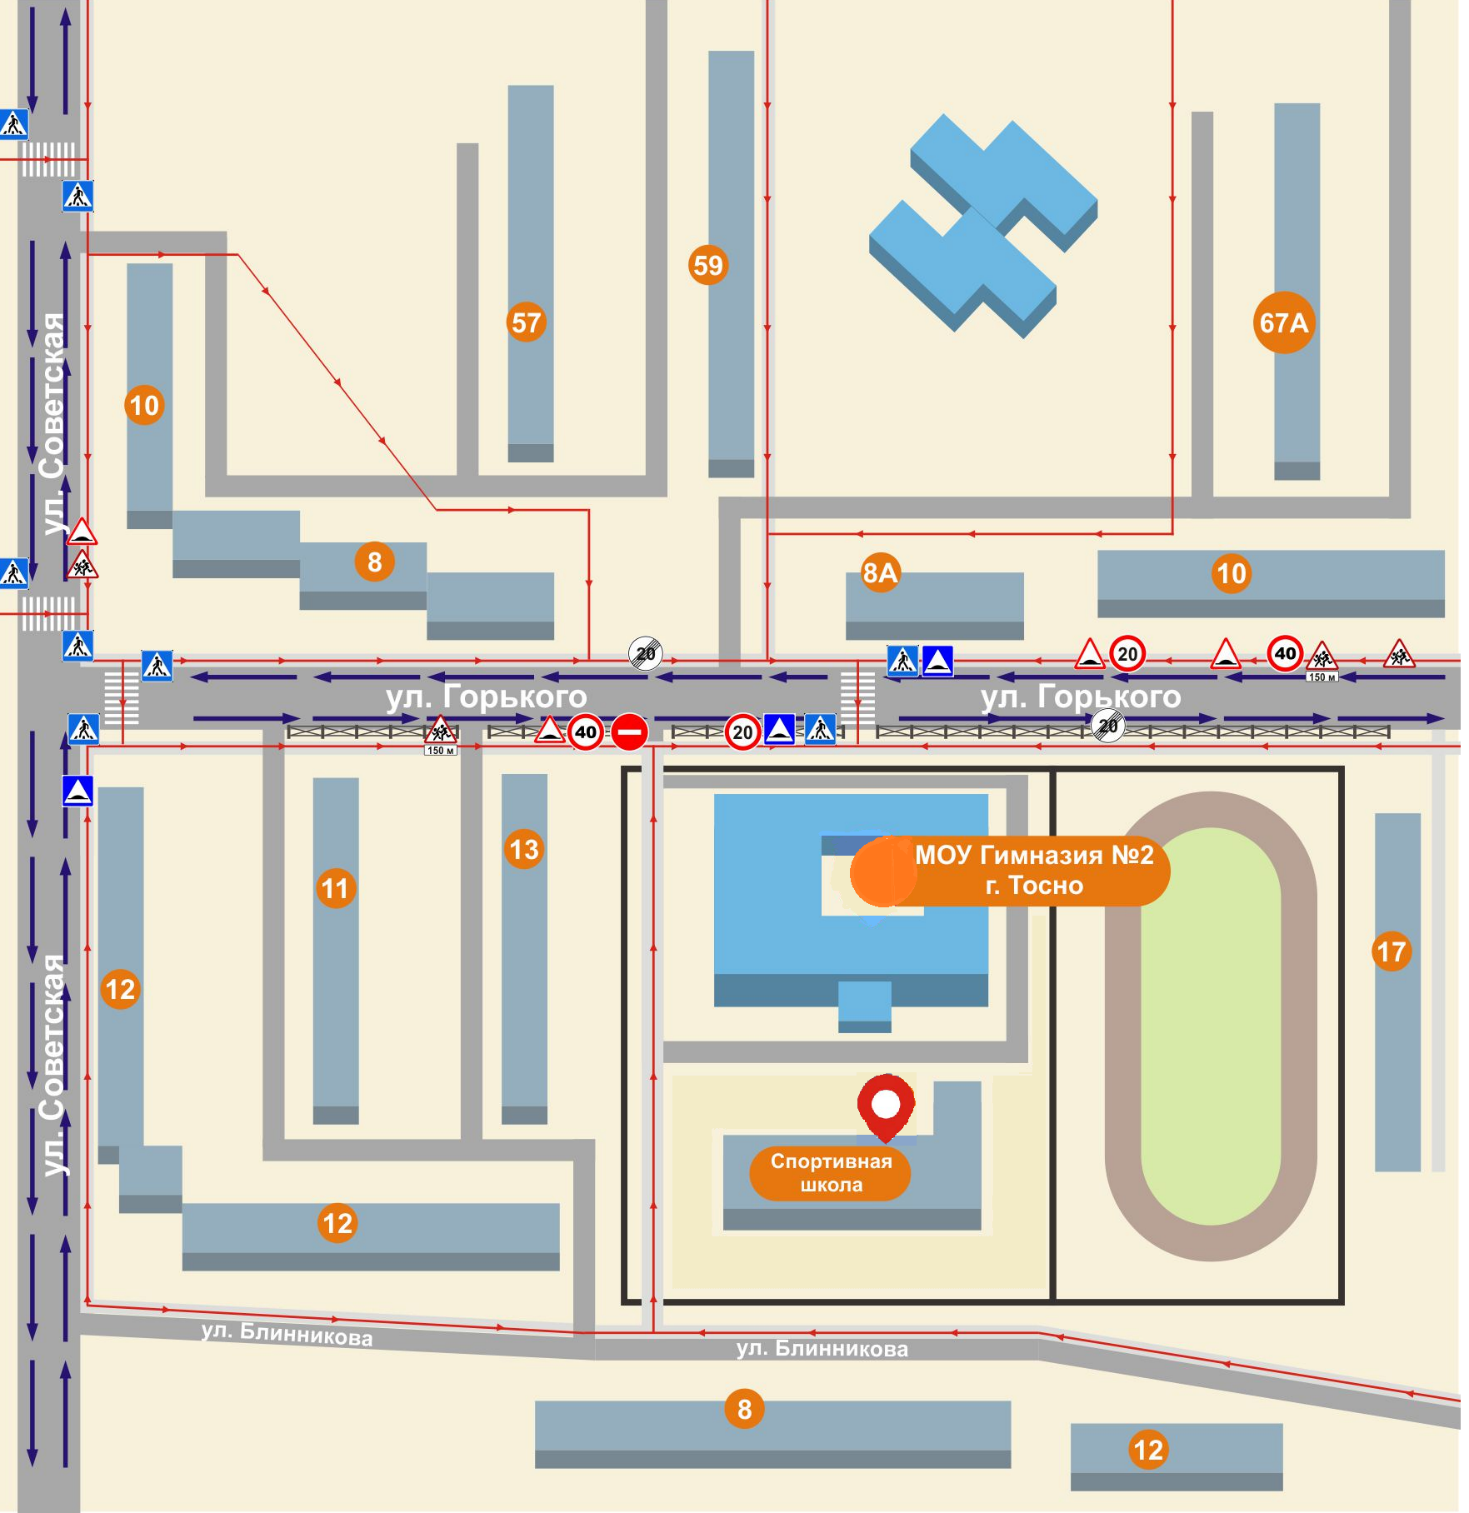 59
57
67А
10
ул. Советская
8
8А
10
20
20
40
150 м
ул. Горького
ул. Горького
150 м
40
20
20
13
МОУ Гимназия №2
г. Тосно
11
17
12
ул. Советская
Спортивная
школа
12
ул. Блинникова
ул. Блинникова
8
12